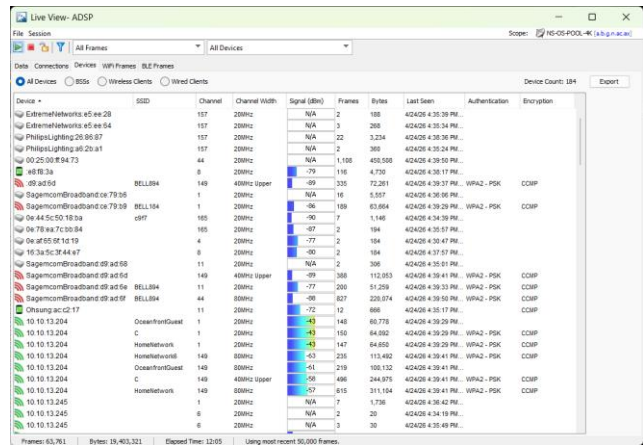 Live View- ADSP
File Session
Scope: NS-OS-POOL-4K [a.b.g.n.ac.ax]
All Frames All Devices
Data Connections Devices WiFi Frames BLE Frames
All Devices BSSs Wireless Clients Wired Clients Device Count: 184 Export
Device SSID Channel Channel Width Signal (dBm) Frames Bytes Last Seen Authentication Encryption
ExtremeNetworks:e5:ee:28 157 20MHz N/A 2 188 4/24/26 4:35:39 PM...
ExtremeNetworks:e5:ee:64 157 20MHz N/A 3 268 4/24/26 4:35:34 PM...
PhilipsLighting:26:86:87 157 20MHz N/A 22 3,234 4/24/26 4:38:36 PM...
PhilipsLighting:a6:2b:a1 157 20MHz N/A 2 360 4/24/26 4:35:24 PM...
00:25:00:ff:94:73 44 20MHz N/A 1,106 450,508 4/24/26 4:39:50 PM...
:e8:f8:3a 8 20MHz -79 116 4,730 4/24/26 4:38:17 PM...
:d9:ad:6d BELL894 149 40MHz Upper -89 335 72,261 4/24/26 4:39:37 PM... WPA2 - PSK CCMP
SagemcomBroadband:ce:79:b6 1 20MHz N/A 16 5,557 4/24/26 4:36:06 PM...
SagemcomBroadband:ce:79:b9 BELL164 1 20MHz -86 189 63,664 4/24/26 4:39:29 PM... WPA2 - PSK CCMP
0e:44:5c:50:18:ba c9f7 165 20MHz -90 7 1,146 4/24/26 4:34:39 PM...
0e:78:ea:7c:bb:84 165 20MHz -87 2 194 4/24/26 4:35:57 PM...
0e:af:65:6f:1d:19 4 20MHz -77 2 184 4/24/26 4:30:47 PM...
16:3a:5c:3f:44:e7 6 20MHz -80 2 184 4/24/26 4:37:57 PM...
SagemcomBroadband:d9:ad:68 11 20MHz N/A 2 306 4/24/26 4:35:01 PM...
SagemcomBroadband:d9:ad:6d 149 40MHz Upper -89 368 112,053 4/24/26 4:39:41 PM... WPA2 - PSK CCMP
SagemcomBroadband:d9:ad:6e BELL894 11 20MHz -77 200 51,259 4/24/26 4:39:33 PM... WPA2 - PSK CCMP
SagemcomBroadband:d9:ad:6f BELL894 44 80MHz -88 827 220,074 4/24/26 4:39:50 PM... WPA2 - PSK CCMP
Ohsung:ac:c2:17 11 20MHz -72 12 666 4/24/26 4:35:17 PM... CCMP
10.10.13.204 OceanfrontGuest 1 20MHz -43 148 60,778 4/24/26 4:39:29 PM...
10.10.13.204 C 1 20MHz -43 150 64,092 4/24/26 4:39:29 PM... WPA2 - PSK CCMP
10.10.13.204 HomeNetwork 1 20MHz -43 147 64,650 4/24/26 4:39:29 PM... WPA2 - PSK CCMP
10.10.13.204 149 80MHz -63 235 113,492 4/24/26 4:39:41 PM... WPA2 - PSK CCMP
10.10.13.204 OceanfrontGuest 149 80MHz -61 219 100,132 4/24/26 4:39:41 PM...
10.10.13.204 C 149 40MHz Upper -56 496 244,975 4/24/26 4:39:41 PM... WPA2 - PSK CCMP
10.10.13.204 HomeNetwork 149 80MHz -57 615 311,104 4/24/26 4:39:41 PM... WPA2 - PSK CCMP
10.10.13.245 1 20MHz N/A 7 1,736 4/24/26 4:36:42 PM...
10.10.13.245 6 20MHz N/A 2 20 4/24/26 4:34:19 PM...
10.10.13.245 6 20MHz N/A 3 30 4/24/26 4:35:49 PM...
Frames: 63,761 Bytes: 19,403,321 Elapsed Time: 12:05 Using most recent 50,000 frames.